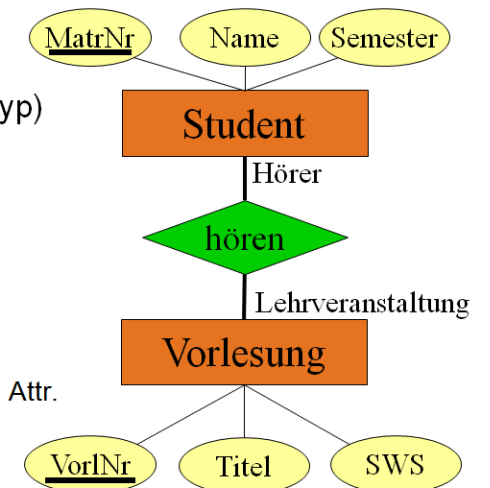 MatrNr Name Semester
yp)
Student
Hörer
hören
Lehrveranstaltung
Vorlesung
Attr.
VorlNr Titel SWS